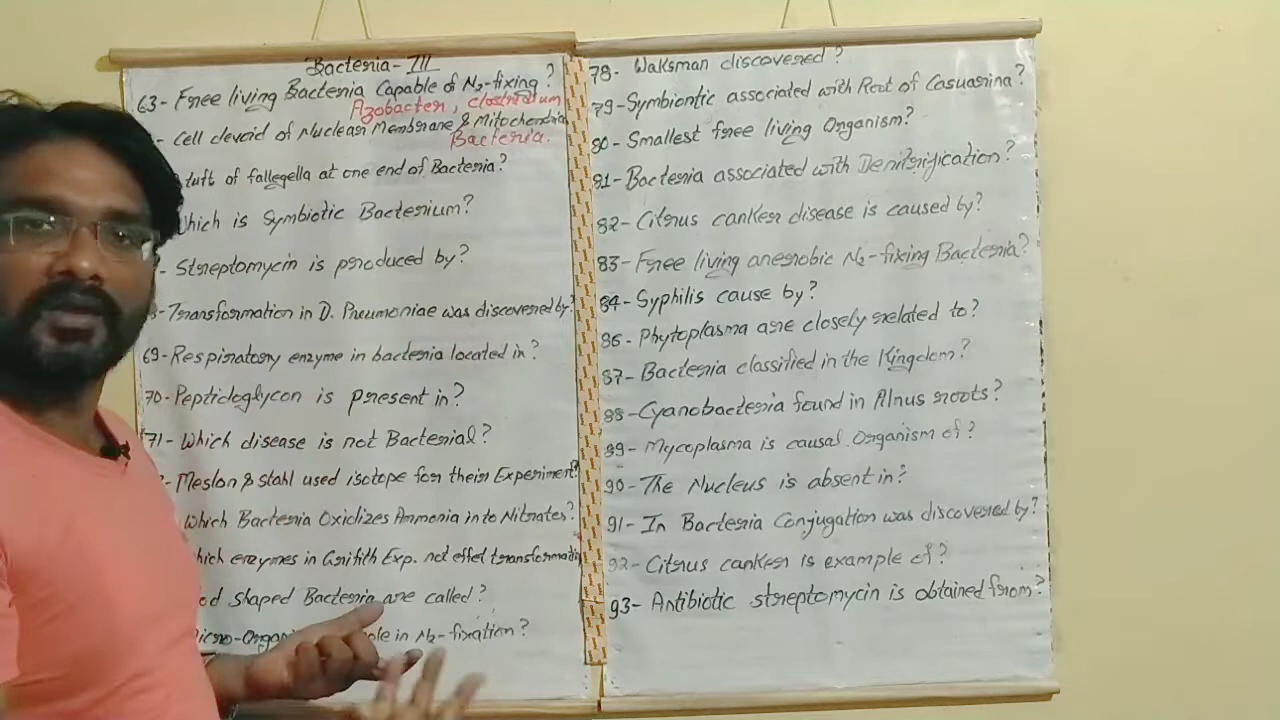 Bacteria-III
63- Free living Bacteria Capable of N2-fixing?
Azobacter, Clostridium
- Cell devoid of Nuclear Membrane & Mitochondria
Bacteria.
tuft of fallegella at one end of Bacteria?
Which is Symbiotic Bacterium?
- Streptomycin is produced by?
- Transformation in D. Pneumoniae was discovered by?
69- Respiratory enzyme in bacteria located in?
70- Peptidoglycon is present in?
71- Which disease is not Bacterial?
- Meslon & stahl used isotope for their Experiment?
Which Bacteria Oxidizes Ammonia into Nitrates?
which enzymes in Grifith Exp. not effet transformation
od shaped Bacteria are called?
Micro-Organi ole in N2-fixation?
78- Waksman discovered?
79- Symbiontic associated with Root of Casuarina?
80- Smallest free living Organism?
81- Bacteria associated with Denitrification?
82- Citrus canker disease is caused by?
83- Free living anerobic N2-fixing Bacteria?
84- Syphilis cause by?
86- Phytoplasma are closely related to?
87- Bacteria classified in the Kingdom?
88- Cyanobacteria found in Alnus roots?
89- Mycoplasma is causal Organism of?
90- The Nucleus is absent in?
91- In Bacteria Conjugation was discovered by?
92- Citrus canker is example of?
93- Antibiotic streptomycin is obtained from?